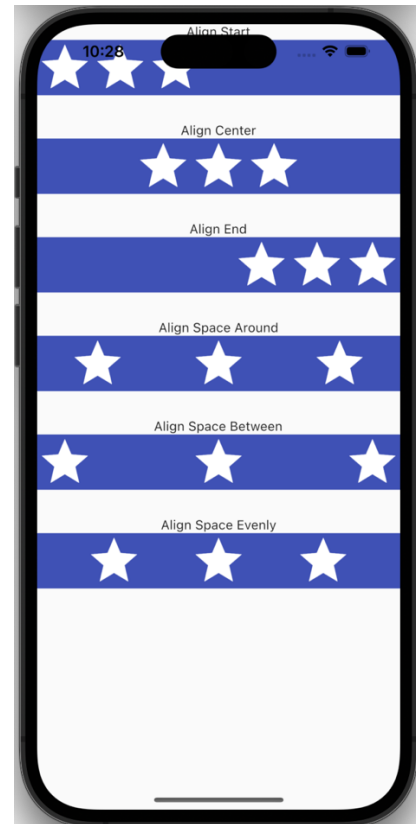 Align Start
10:28
Align Center
Align End
Align Space Around
Align Space Between
Align Space Evenly